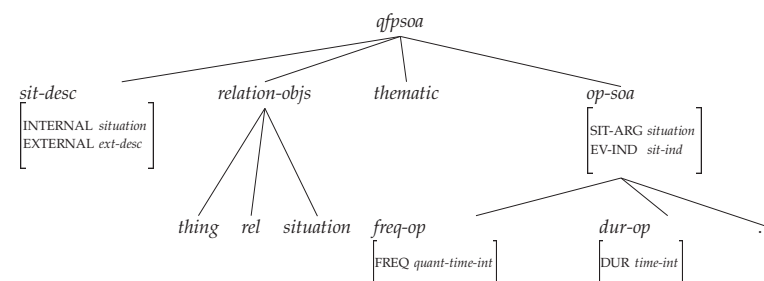 qfpsoa
sit-desc relation-objs thematic op-soa
INTERNAL situation
EXTERNAL ext-desc
SIT-ARG situation
EV-IND sit-ind
thing rel situation freq-op dur-op .
FREQ quant-time-int DUR time-int